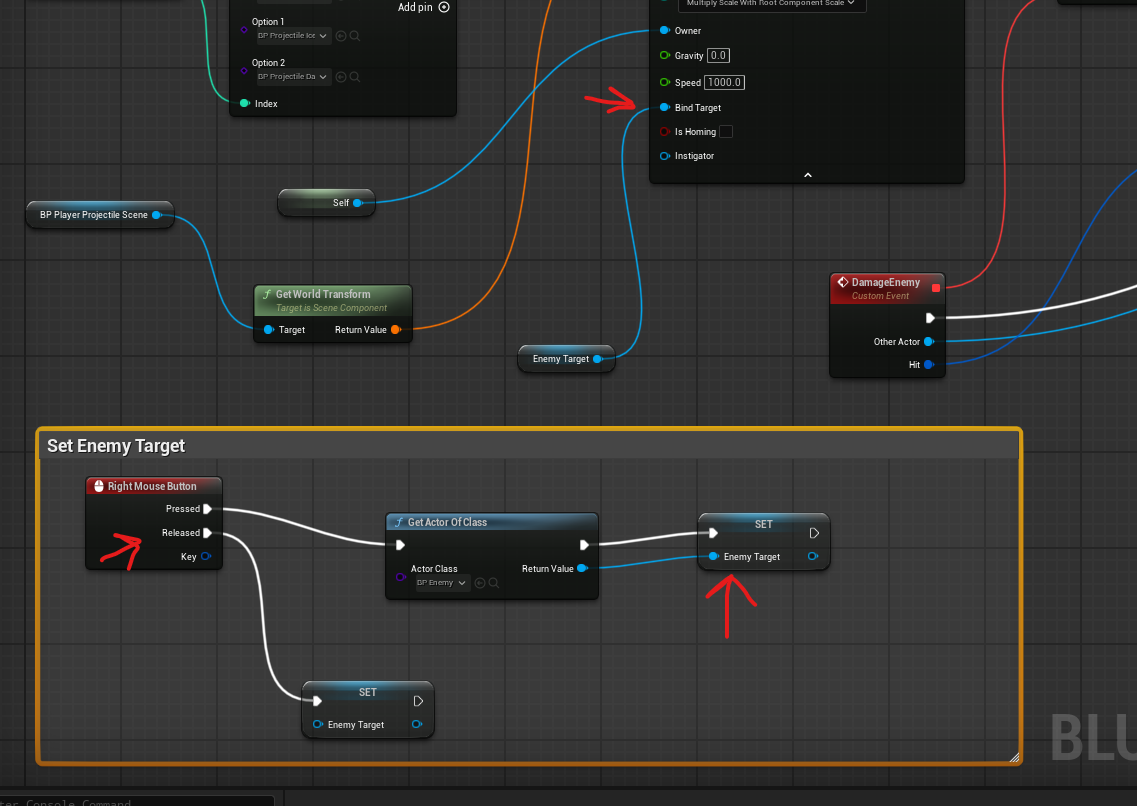 Add pin
Multiply Scale With Root Component Scale
Option 1
BP Projectile Ice
Option 2
BP Projectile Da
Index
Owner
Gravity 0.0
Speed 1000.0
Bind Target
Is Homing
Instigator
Self
BP Player Projectile Scene
Get World Transform
Target is Scene Component
Target Return Value
Enemy Target
DamageEnemy
Custom Event
Other Actor
Hit
Set Enemy Target
Right Mouse Button
Pressed
Released
Key
Get Actor Of Class
Actor Class
BP Enemy
Return Value
SET
Enemy Target
SET
Enemy Target
BLU
Console Command